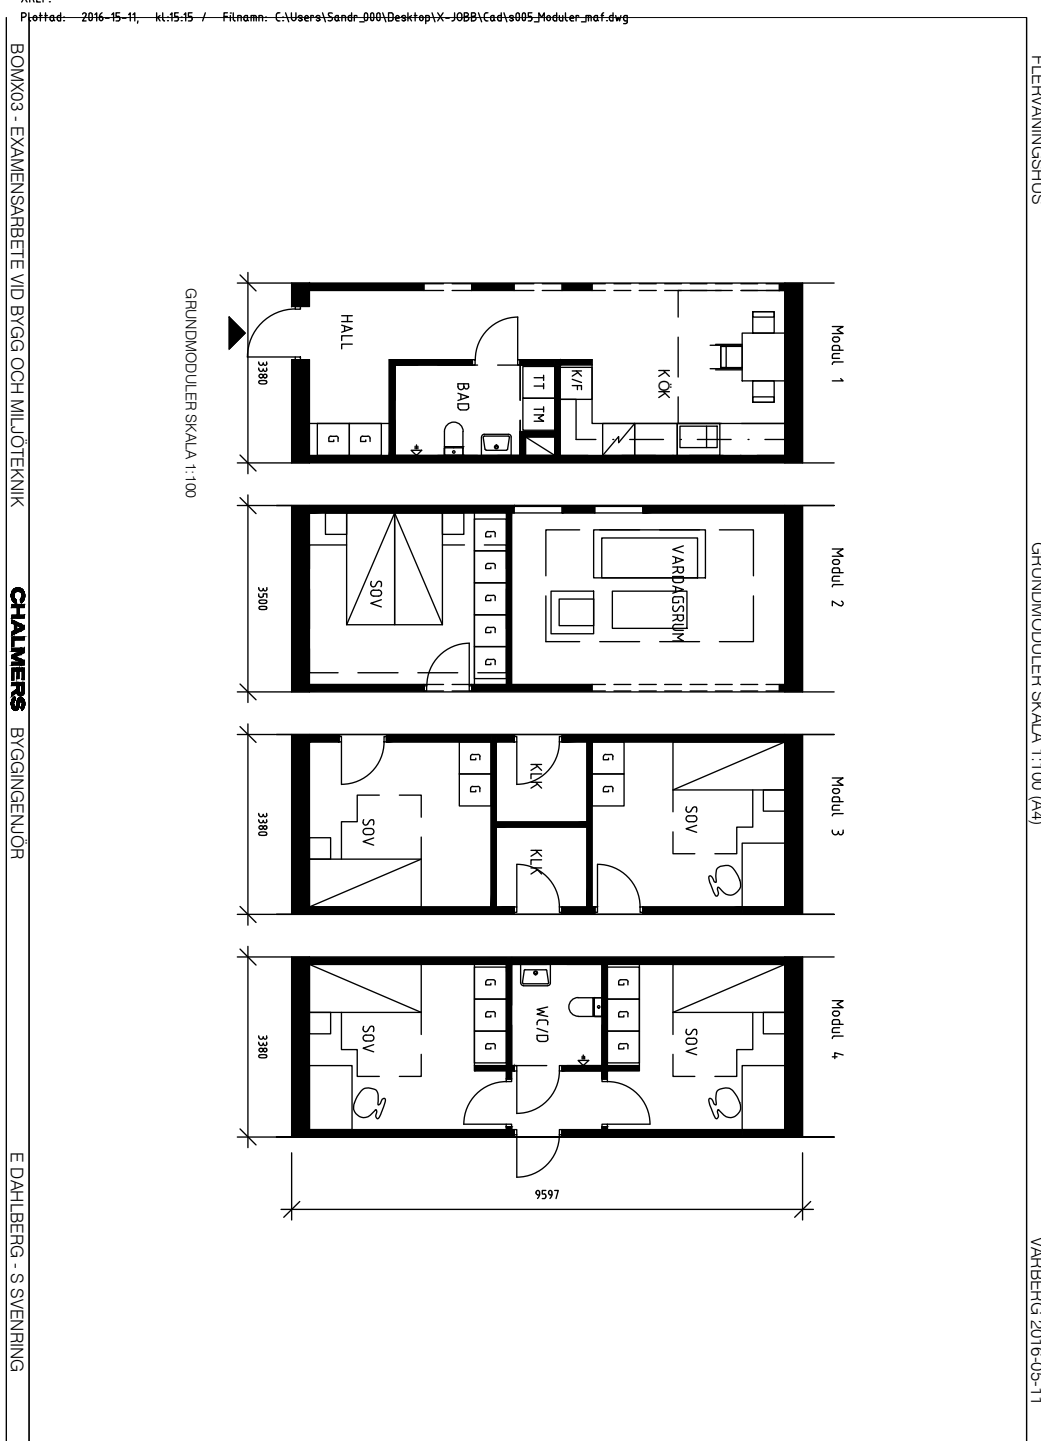 Plottad: 2016-15-11, kl:15:15 / Filnamn: C:\Users\Sandr_000\Desktop\X-JOBB\Cad\s005_Moduler_maf.dwg
FLERVÅNINGSHUS
GRUNDMODULER SKALA 1:100 (A4)
VARBERG 2016-05-11
Modul 1
KÖK
K/F
TT
TM
BAD
HALL
G
G
3380
Modul 2
VARDAGSRUM
G
G
G
G
G
SOV
3500
Modul 3
SOV
G
G
KLK
KLK
G
G
SOV
3380
Modul 4
SOV
G
G
G
WC/D
G
G
G
SOV
3380
9597
GRUNDMODULER SKALA 1:100
BOMX03 - EXAMENSARBETE VID BYGG OCH MILJÖTEKNIK
CHALMERS BYGGINGENJÖR
E DAHLBERG - S SVENRING